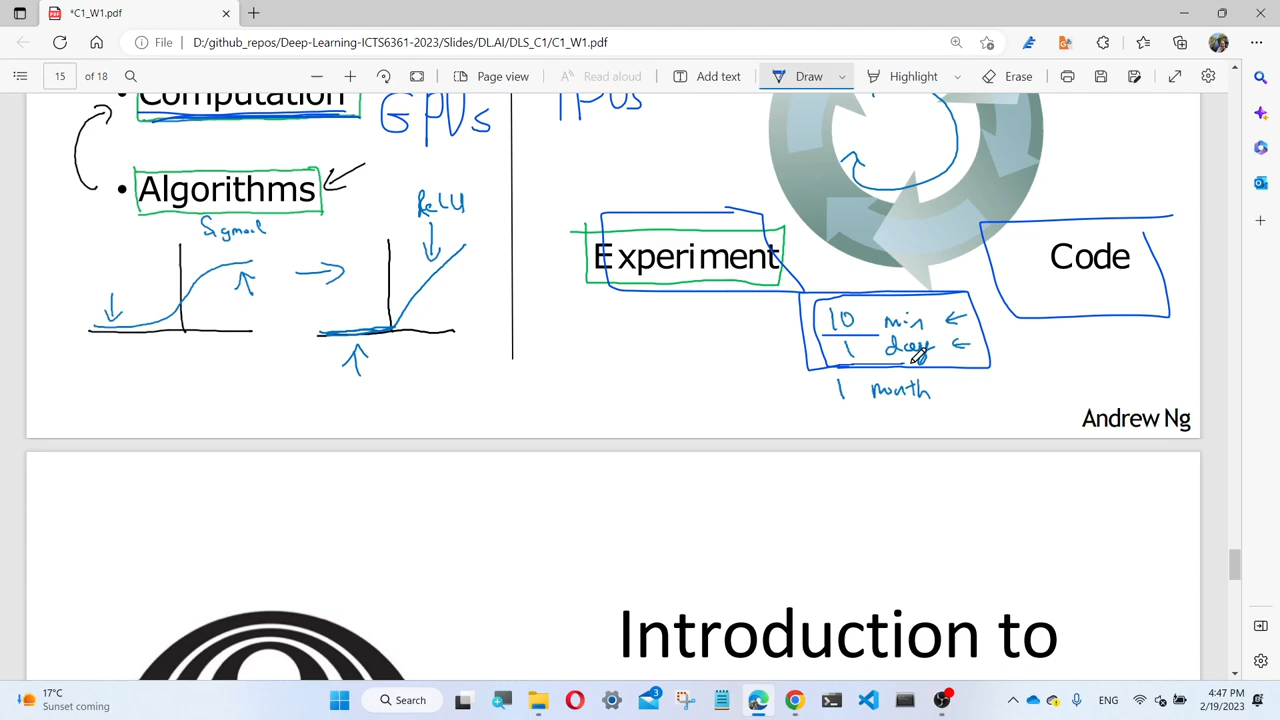 *C1_W1.pdf
File
D:/github_repos/Deep-Learning-ICTS6361-2023/Slides/DL.AI/DLS_C1/C1_W1.pdf
15 of 18
Page view
Read aloud
Add text
Draw
Highlight
Erase
• Computation
GPUs
TPUs
• Algorithms
Sigmoid
ReLU
Experiment
Code
10 min
1 day
1 month
Andrew Ng
Introduction to
17°C
Sunset coming
Search
3
ENG
4:47 PM
2/19/2023